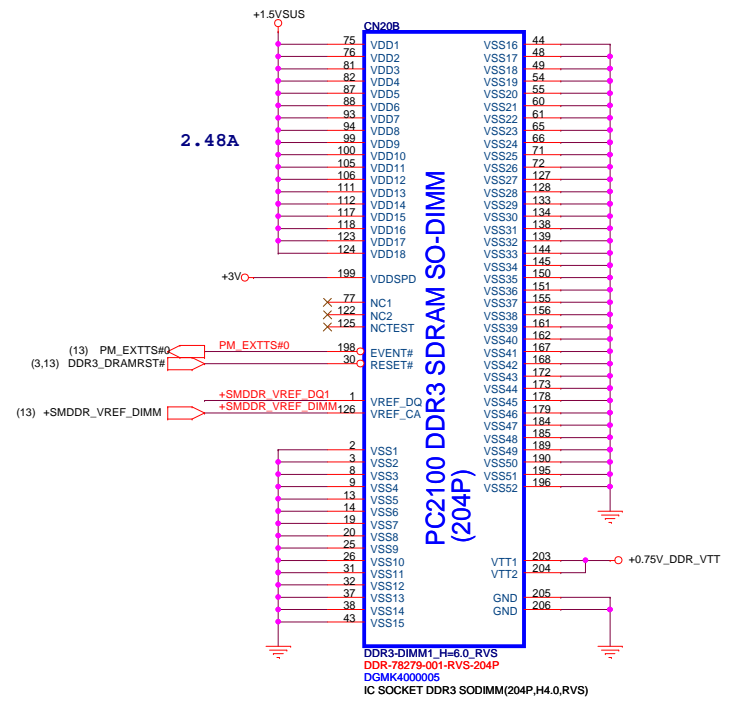 +1.5VSUS
CN20B
2.48A
75 VDD1
76 VDD2
81 VDD3
82 VDD4
87 VDD5
88 VDD6
93 VDD7
94 VDD8
99 VDD9
100 VDD10
105 VDD11
106 VDD12
111 VDD13
112 VDD14
117 VDD15
118 VDD16
123 VDD17
124 VDD18
+3V 199 VDDSPD
77 NC1
122 NC2
125 NCTEST
(13) PM_EXTTS#0 PM_EXTTS#0 198 EVENT#
(3,13) DDR3_DRAMRST# 30 RESET#
+SMDDR_VREF_DQ1 1 VREF_DQ
(13) +SMDDR_VREF_DIMM +SMDDR_VREF_DIMM 126 VREF_CA
2 VSS1
3 VSS2
8 VSS3
9 VSS4
13 VSS5
14 VSS6
19 VSS7
20 VSS8
25 VSS9
26 VSS10
31 VSS11
32 VSS12
37 VSS13
38 VSS14
43 VSS15
PC2100 DDR3 SDRAM SO-DIMM
(204P)
VSS16 44
VSS17 48
VSS18 49
VSS19 54
VSS20 55
VSS21 60
VSS22 61
VSS23 65
VSS24 66
VSS25 71
VSS26 72
VSS27 127
VSS28 128
VSS29 133
VSS30 134
VSS31 138
VSS32 139
VSS33 144
VSS34 145
VSS35 150
VSS36 151
VSS37 155
VSS38 156
VSS39 161
VSS40 162
VSS41 167
VSS42 168
VSS43 172
VSS44 173
VSS45 178
VSS46 179
VSS47 184
VSS48 185
VSS49 189
VSS50 190
VSS51 195
VSS52 196
VTT1 203 +0.75V_DDR_VTT
VTT2 204
GND 205
GND 206
DDR3-DIMM1_H=6.0_RVS
DDR-78279-001-RVS-204P
DGMK4000005
IC SOCKET DDR3 SODIMM(204P,H4.0,RVS)